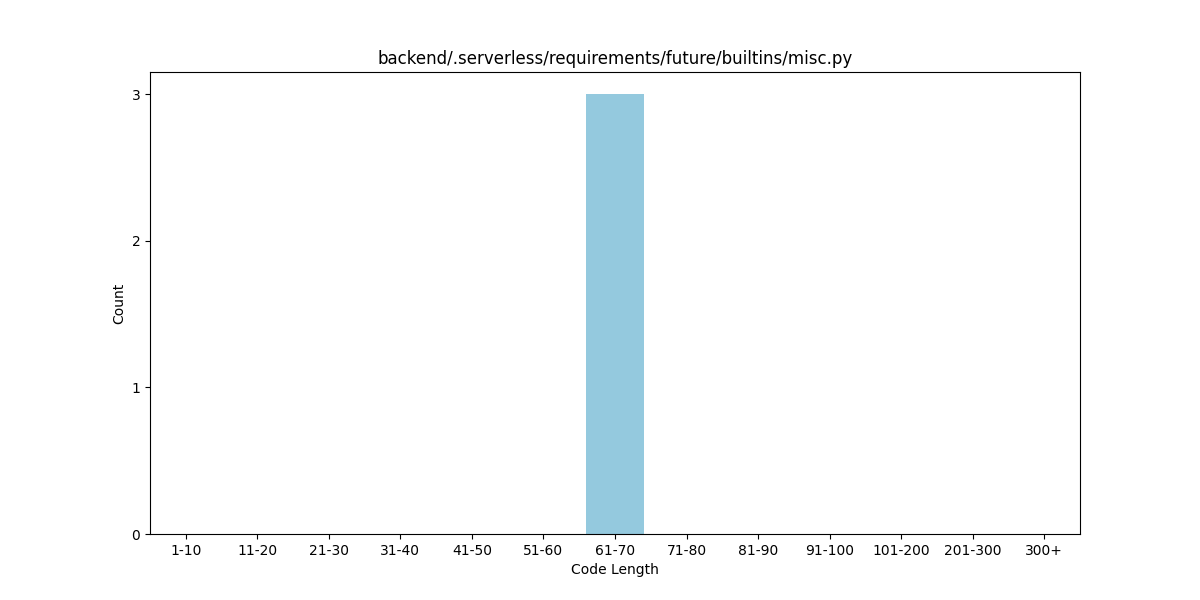 backend/.serverless/requirements/future/builtins/misc.py
3
2
1
0
Count
1-10 11-20 21-30 31-40 41-50 51-60 61-70 71-80 81-90 91-100 101-200 201-300 300+
Code Length